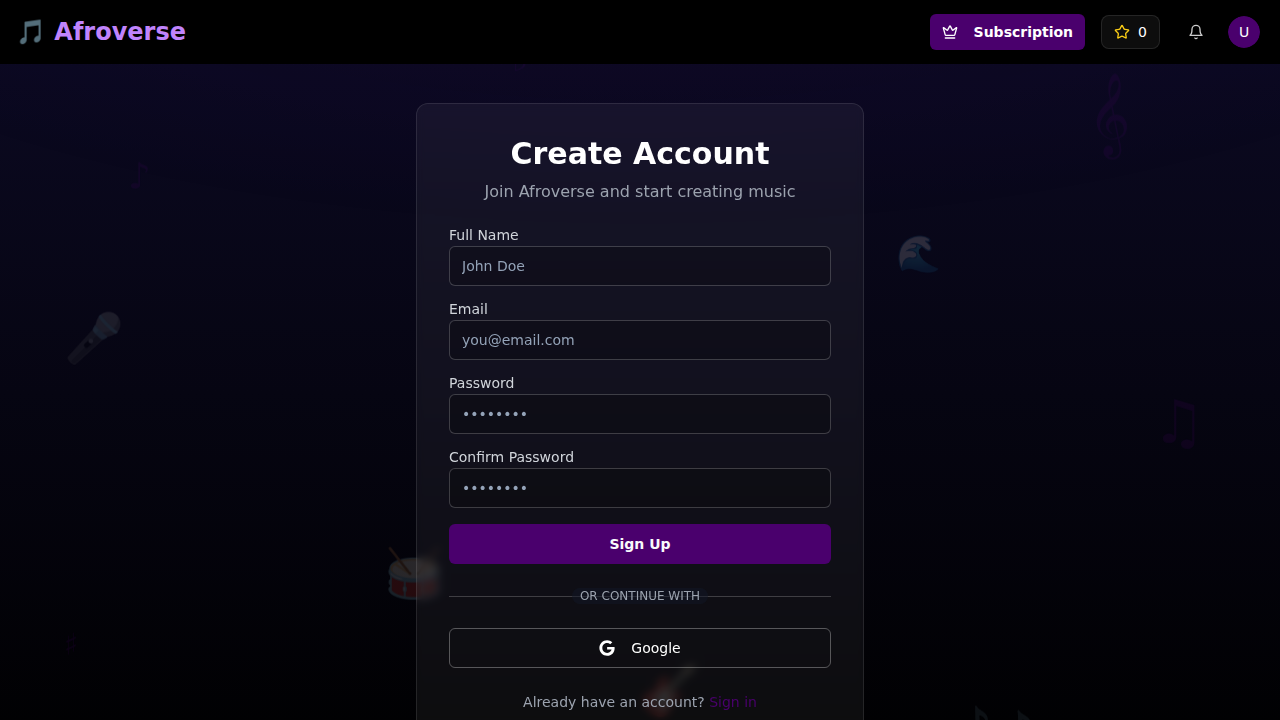 🎵 Afroverse
Subscription
0
U
Create Account
Join Afroverse and start creating music
Full Name
John Doe
Email
you@email.com
Password
••••••••
Confirm Password
••••••••
Sign Up
OR CONTINUE WITH
Google
Already have an account? Sign in